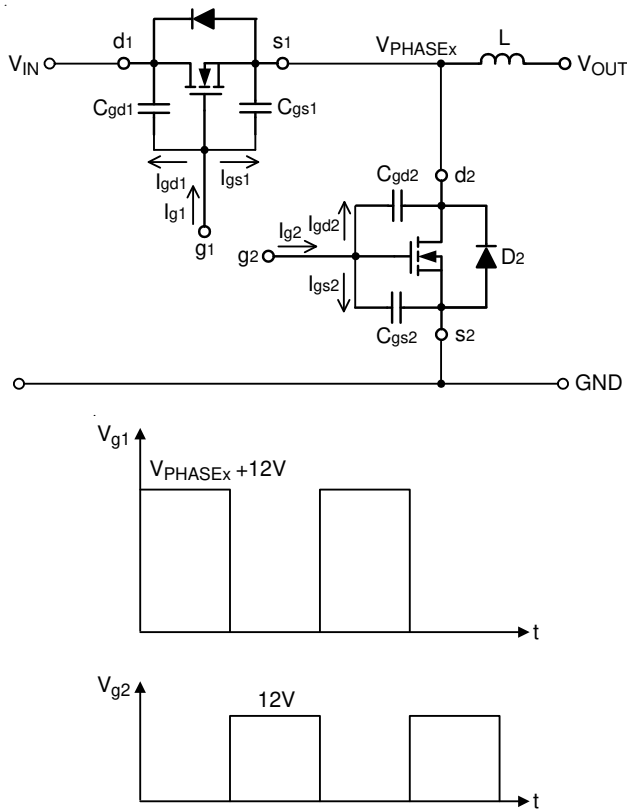 d1
s1
VPHASEx
L
VIN
VOUT
Cgd1
Cgs1
Igd1
Igs1
Ig1
g1
Cgd2
d2
Ig2
Igd2
g2
D2
Igs2
Cgs2
s2
GND
Vg1
VPHASEx +12V
t
Vg2
12V
t